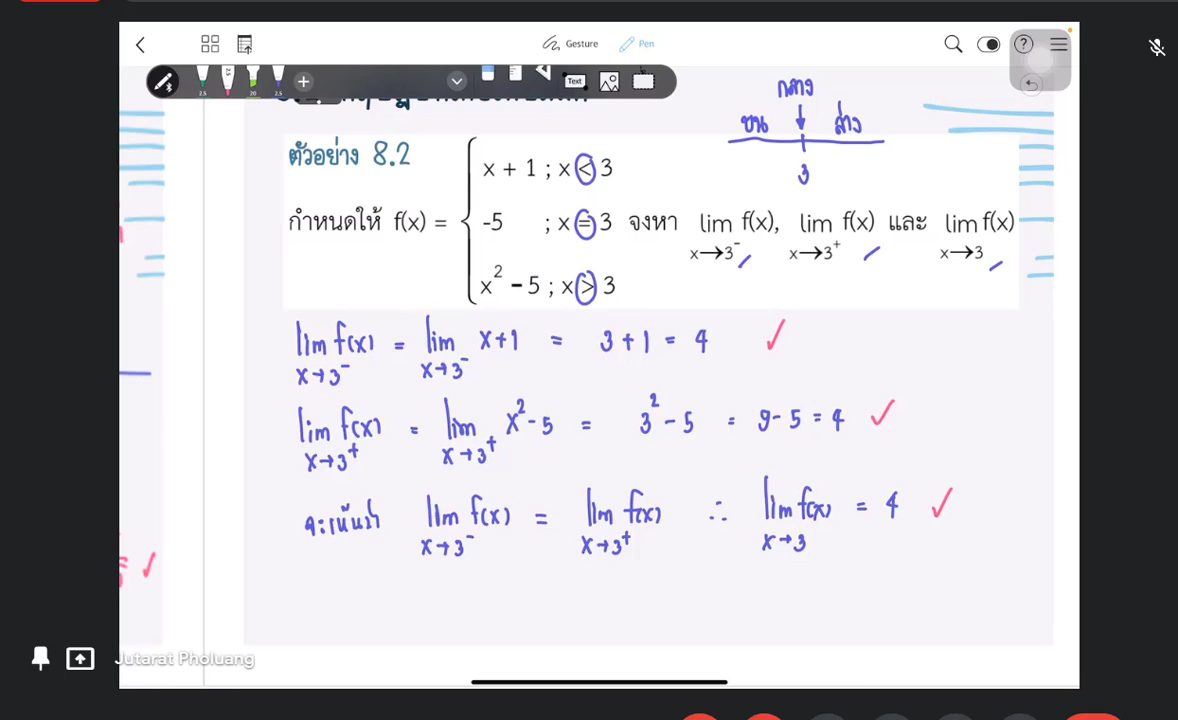 Gesture Pen
Text
กลาง
ซน ล่าง
3
ตัวอย่าง 8.2
x + 1 ; x < 3
กำหนดให้ f(x) = -5 ; x = 3 จงหา lim f(x), lim f(x) และ lim f(x)
x→3⁻ x→3⁺ x→3
x² - 5 ; x > 3
lim f(x) = lim x+1 = 3 + 1 = 4 ✓
x→3⁻ x→3⁻
lim f(x) = lim x² - 5 = 3² - 5 = 9 - 5 = 4 ✓
x→3⁺ x→3⁺
จะเห็นว่า lim f(x) = lim f(x) ∴ lim f(x) = 4 ✓
x→3⁻ x→3⁺ x→3
Jutarat Pholuang